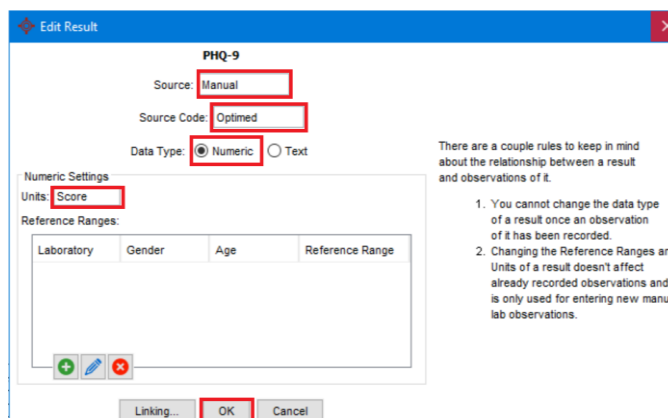 Edit Result
PHQ-9
Source: Manual
Source Code: Optimed
Data Type: Numeric Text
Numeric Settings
Units: Score
Reference Ranges:
Laboratory Gender Age Reference Range
Linking... OK Cancel
There are a couple rules to keep in mind
about the relationship between a result
and observations of it.
1. You cannot change the data type
of a result once an observation
of it has been recorded.
2. Changing the Reference Ranges
Units of a result doesn't affect
already recorded observations and
is only used for entering new
lab observations.